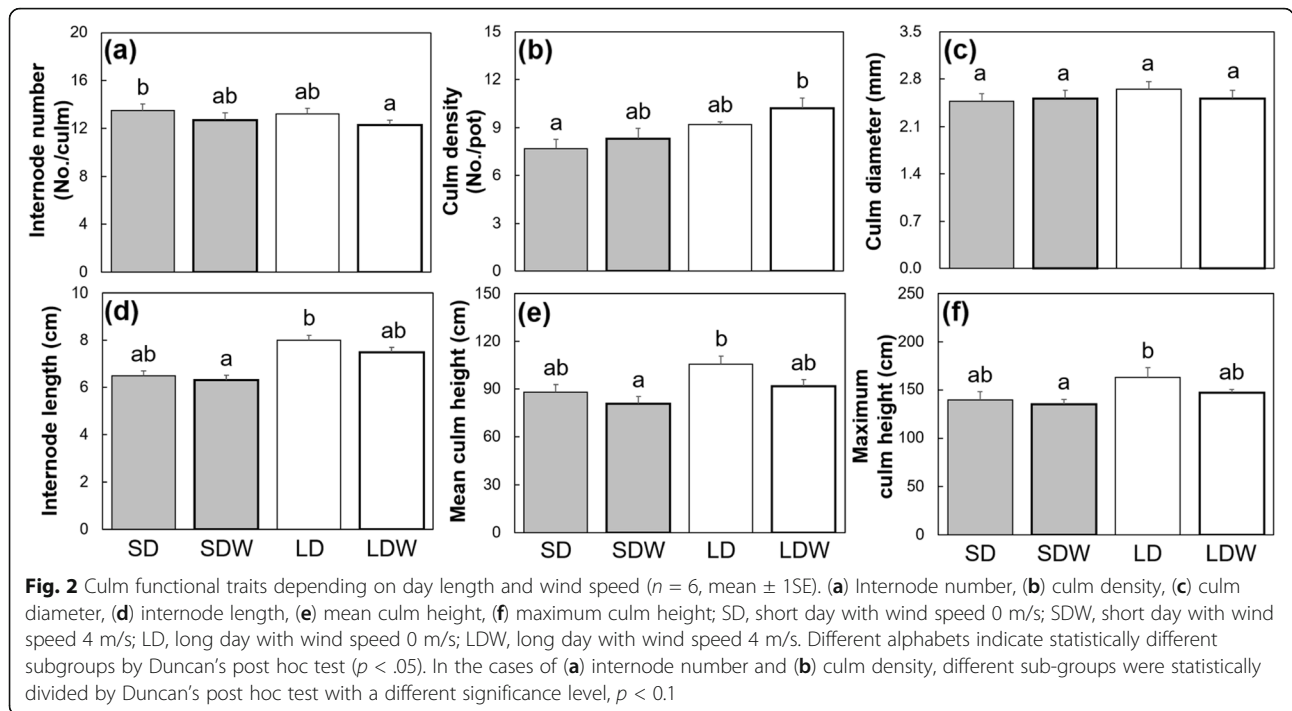 (a)
Internode number
(No./culm)
20
16
12
8
4
0
b
ab
ab
a
(b)
Culm density
(No./pot)
15
12
9
6
3
0
a
ab
ab
b
(c)
Culm diameter (mm)
3.5
2.8
2.1
1.4
0.7
0.0
a
a
a
a
(d)
Internode length (cm)
10
8
6
4
2
0
ab
a
b
ab
SD
SDW
LD
LDW
(e)
Mean culm height (cm)
150
120
90
60
30
0
ab
a
b
ab
SD
SDW
LD
LDW
(f)
Maximum
culm height (cm)
250
200
150
100
50
0
ab
a
b
ab
SD
SDW
LD
LDW
Fig. 2 Culm functional traits depending on day length and wind speed (n = 6, mean ± 1SE). (a) Internode number, (b) culm density, (c) culm
diameter, (d) internode length, (e) mean culm height, (f) maximum culm height; SD, short day with wind speed 0 m/s; SDW, short day with wind
speed 4 m/s; LD, long day with wind speed 0 m/s; LDW, long day with wind speed 4 m/s. Different alphabets indicate statistically different
subgroups by Duncan's post hoc test (p < .05). In the cases of (a) internode number and (b) culm density, different sub-groups were statistically
divided by Duncan's post hoc test with a different significance level, p < 0.1